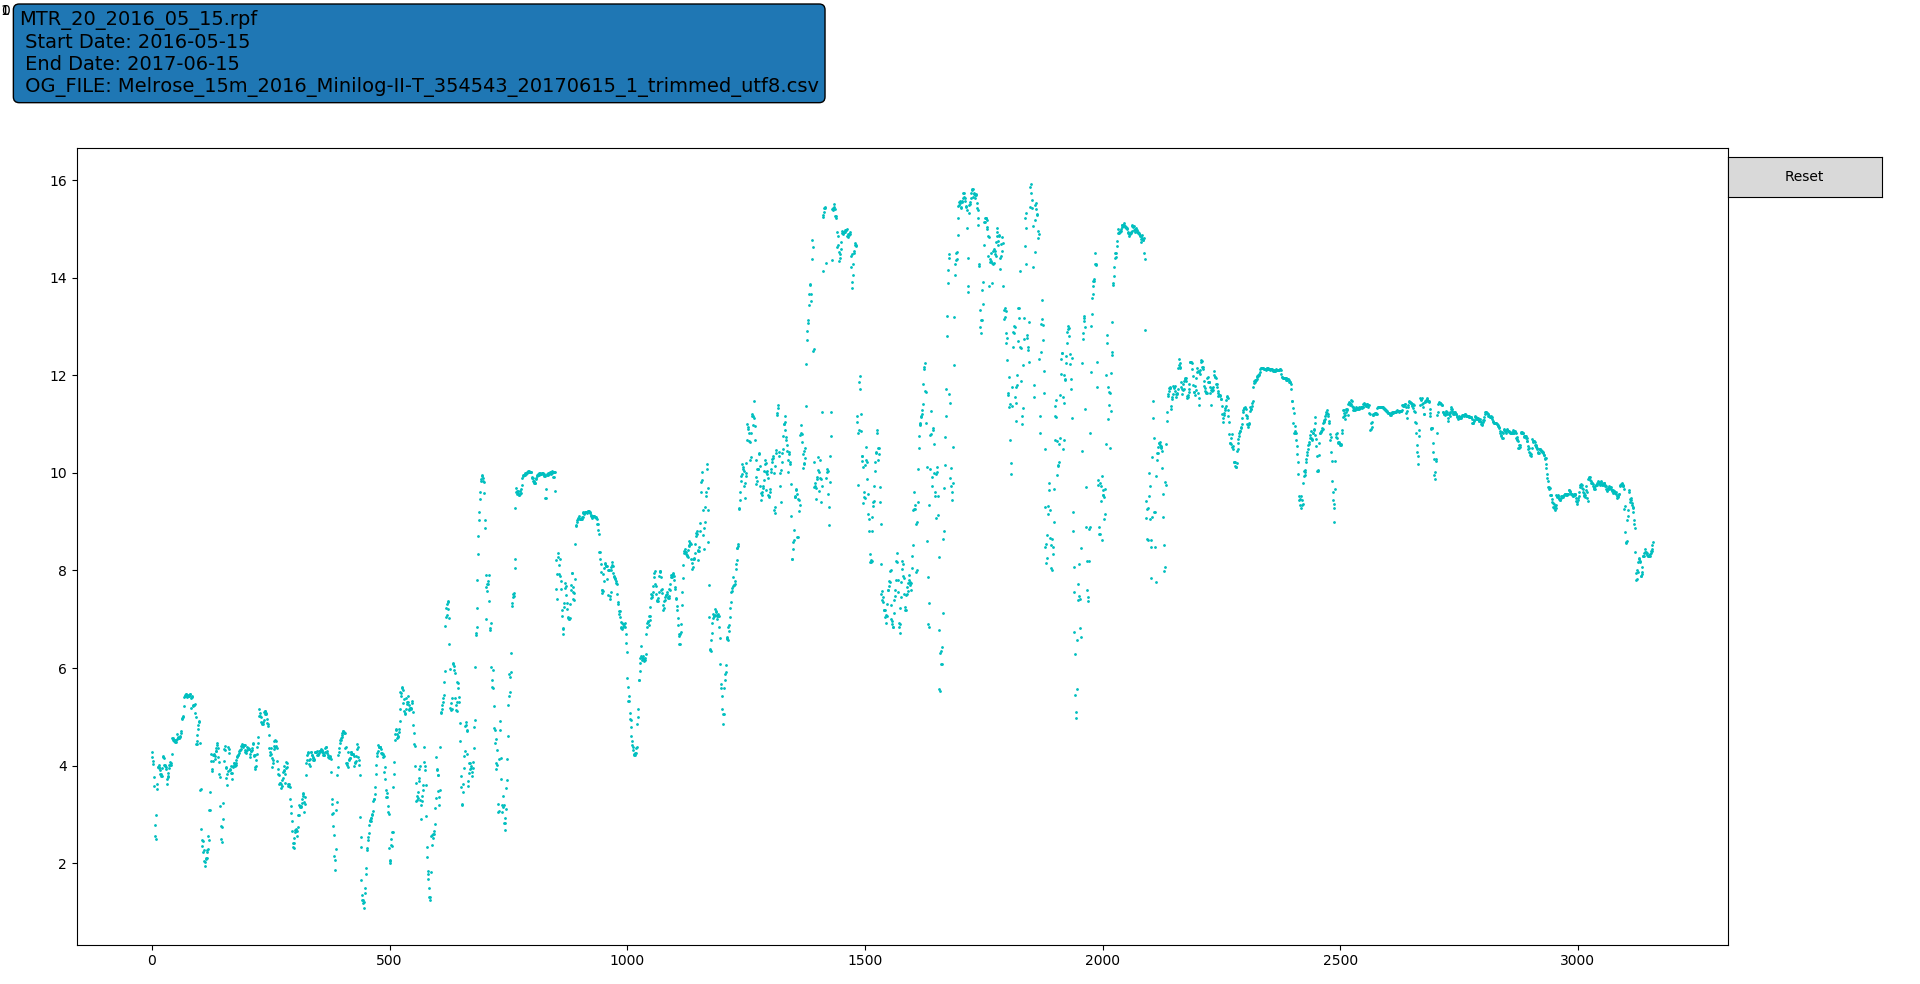 MTR_20_2016_05_15.rpf
Start Date: 2016-05-15
End Date: 2017-06-15
OG_FILE: Melrose_15m_2016_Minilog-II-T_354543_20170615_1_trimmed_utf8.csv
Reset
16
14
12
10
8
6
4
2
0 500 1000 1500 2000 2500 3000